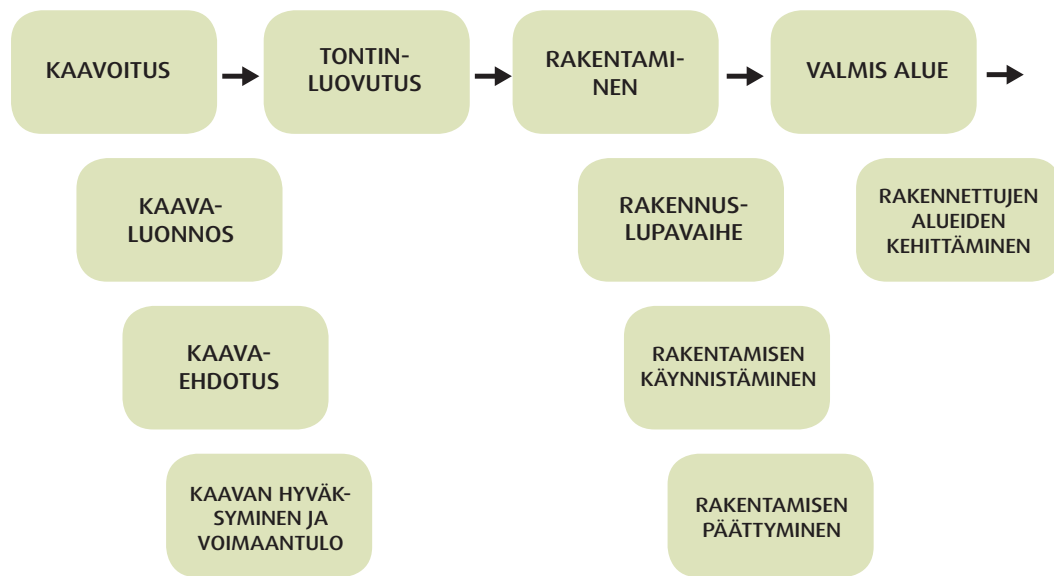 KAAVOITUS
TONTIN-
LUOVUTUS
RAKENTAMI-
NEN
VALMIS ALUE
KAAVA-
LUONNOS
RAKENNUS-
LUPAVAIHE
RAKENNETTUJEN
ALUEIDEN
KEHITTÄMINEN
KAAVA-
EHDOTUS
RAKENTAMISEN
KÄYNNISTÄMINEN
KAAVAN HYVÄK-
SYMINEN JA
VOIMAANTULO
RAKENTAMISEN
PÄÄTTYMINEN